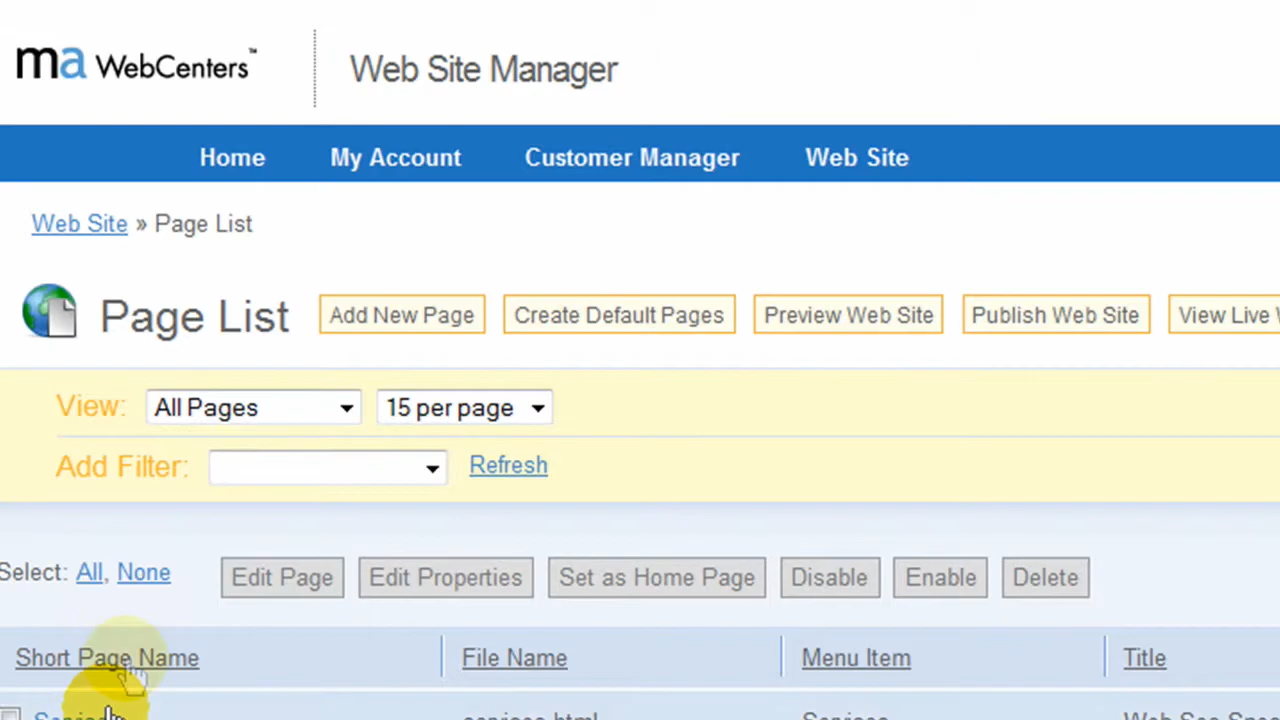 ma WebCenters™
Web Site Manager
Home
My Account
Customer Manager
Web Site
Web Site » Page List
Page List
Add New Page
Create Default Pages
Preview Web Site
Publish Web Site
View Live
View:
All Pages
15 per page
Add Filter:
Refresh
Select: All, None
Edit Page
Edit Properties
Set as Home Page
Disable
Enable
Delete
Short Page Name
File Name
Menu Item
Title
services.html
Services